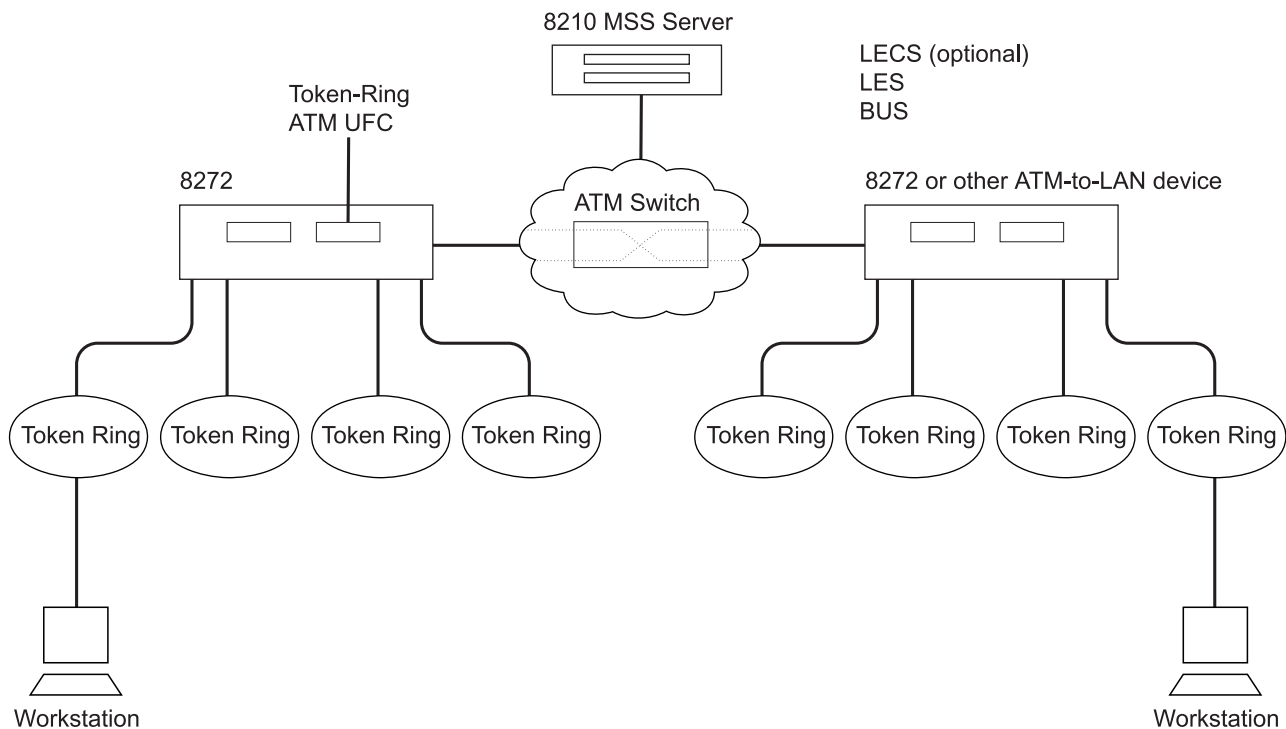 8210 MSS Server
LECS (optional)
LES
BUS
Token-Ring
ATM UFC
8272
ATM Switch
8272 or other ATM-to-LAN device
Token Ring
Token Ring
Token Ring
Token Ring
Token Ring
Token Ring
Token Ring
Token Ring
Workstation
Workstation